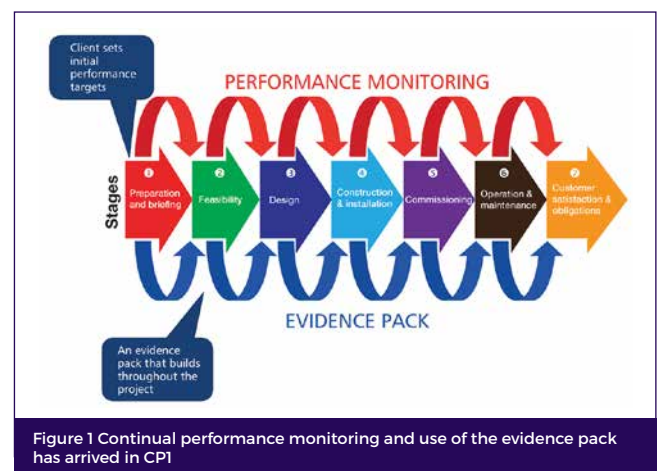 Client sets
initial
performance
targets
PERFORMANCE MONITORING
Stages
1
Preparation
and briefing
2
Feasibility
3
Design
4
Construction
& installation
5
Commissioning
6
Operation &
maintenance
7
Customer
satisfaction &
obligations
EVIDENCE PACK
An evidence
pack that builds
throughout the
project
Figure 1 Continual performance monitoring and use of the evidence pack
has arrived in CP1